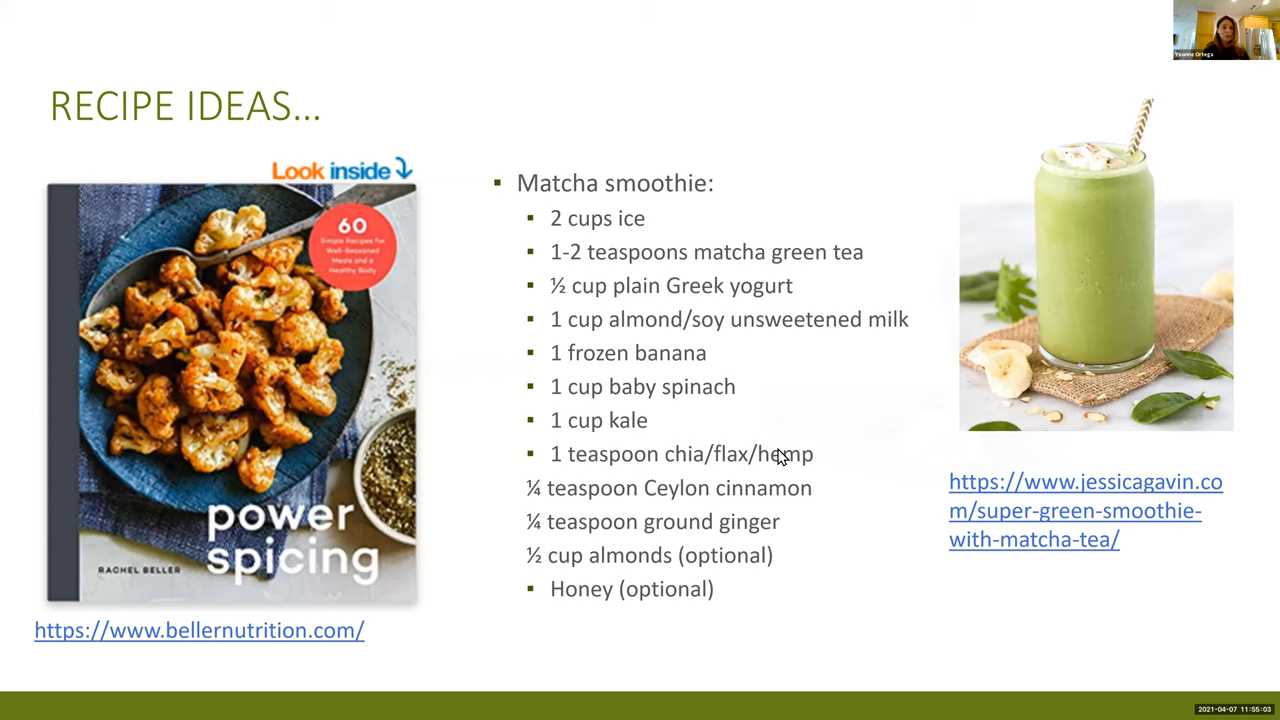 Yvonne Ortega
RECIPE IDEAS...
Look inside
60
Simple Recipes for
Well-Seasoned
Meals and a
Healthy Body
power
spicing
RACHEL BELLER
https://www.bellernutrition.com/
▪ Matcha smoothie:
▪ 2 cups ice
▪ 1-2 teaspoons matcha green tea
▪ ½ cup plain Greek yogurt
▪ 1 cup almond/soy unsweetened milk
▪ 1 frozen banana
▪ 1 cup baby spinach
▪ 1 cup kale
▪ 1 teaspoon chia/flax/hemp
¼ teaspoon Ceylon cinnamon
¼ teaspoon ground ginger
½ cup almonds (optional)
▪ Honey (optional)
https://www.jessicagavin.co
m/super-green-smoothie-
with-matcha-tea/
2021-04-07 11:55:03